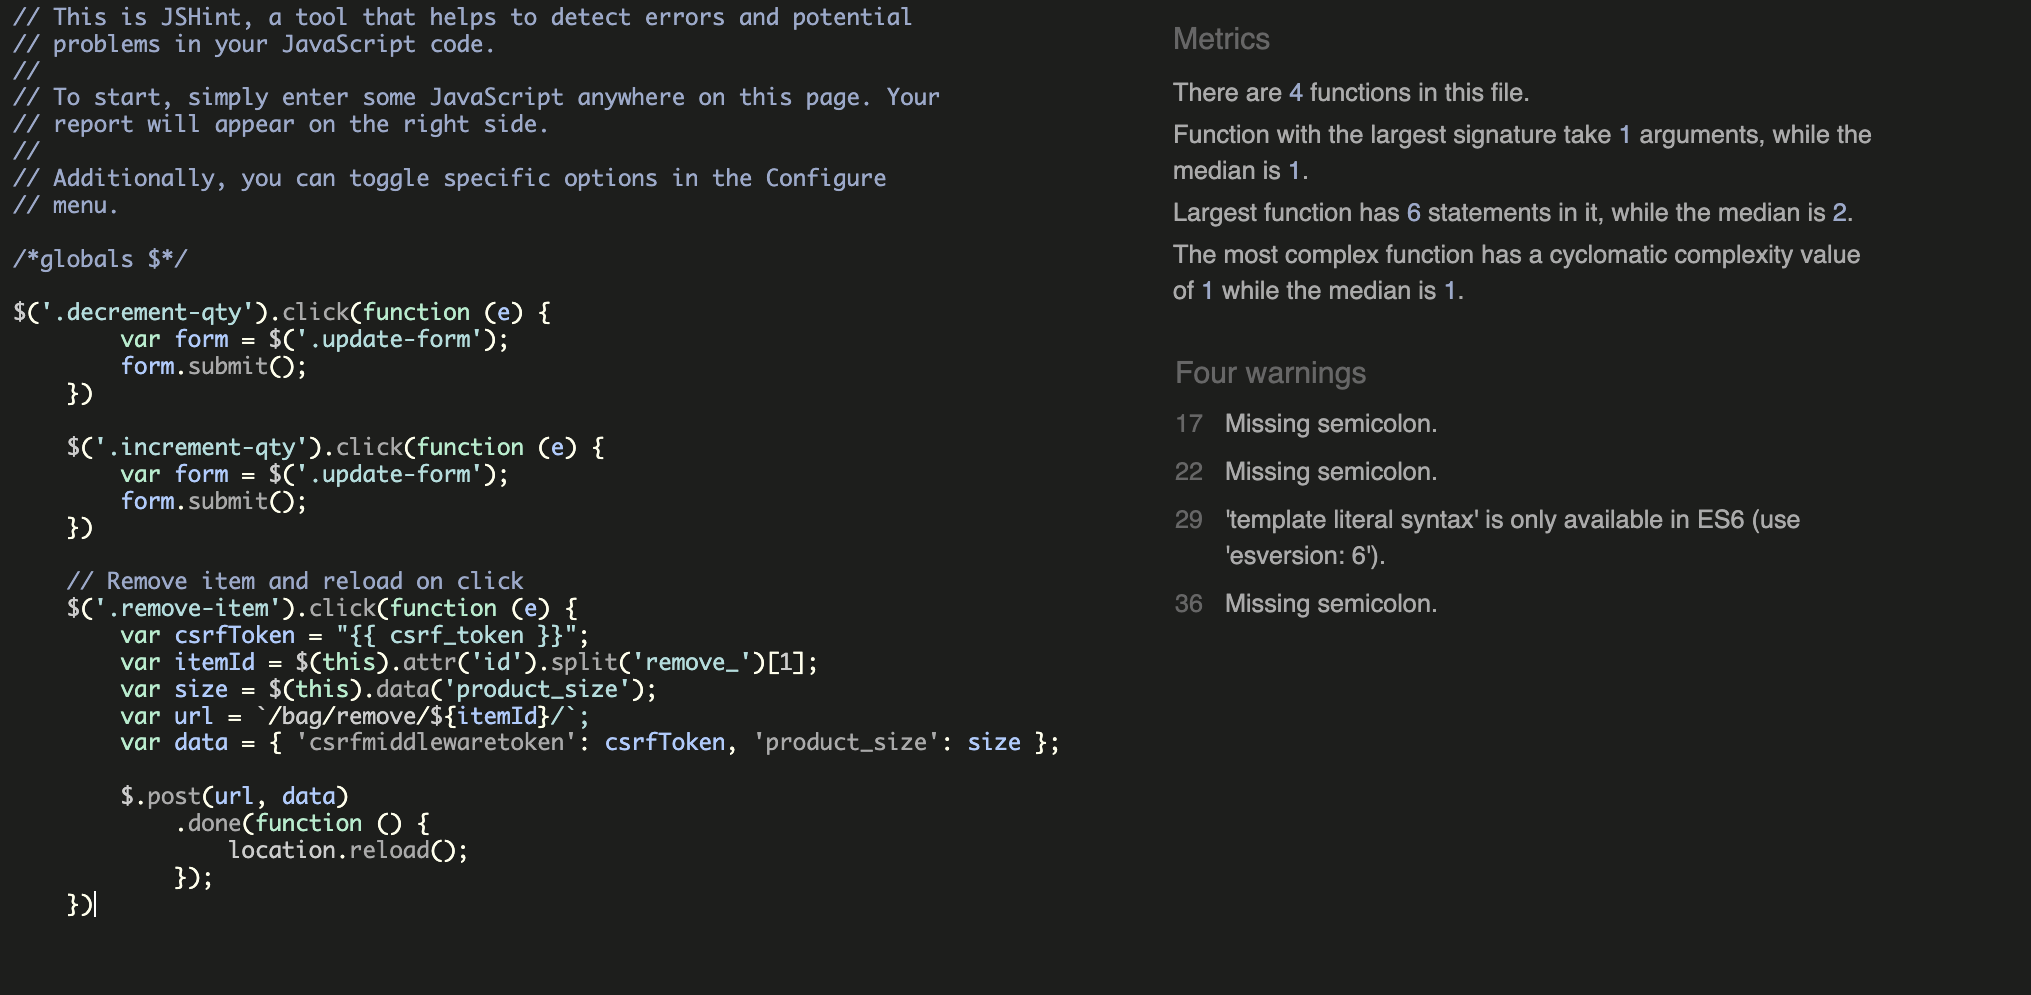 // This is JSHint, a tool that helps to detect errors and potential
// problems in your JavaScript code.
//
// To start, simply enter some JavaScript anywhere on this page. Your
// report will appear on the right side.
//
// Additionally, you can toggle specific options in the Configure
// menu.

/*globals $*/

$('.decrement-qty').click(function (e) {
        var form = $('.update-form');
        form.submit();
    })

    $('.increment-qty').click(function (e) {
        var form = $('.update-form');
        form.submit();
    })

    // Remove item and reload on click
    $('.remove-item').click(function (e) {
        var csrfToken = "{{ csrf_token }}";
        var itemId = $(this).attr('id').split('remove_')[1];
        var size = $(this).data('product_size');
        var url = `/bag/remove/${itemId}/`;
        var data = { 'csrfmiddlewaretoken': csrfToken, 'product_size': size };

        $.post(url, data)
            .done(function () {
                location.reload();
            });
    })
Metrics
There are 4 functions in this file.
Function with the largest signature take 1 arguments, while the
median is 1.
Largest function has 6 statements in it, while the median is 2.
The most complex function has a cyclomatic complexity value
of 1 while the median is 1.
Four warnings
17 Missing semicolon.
22 Missing semicolon.
29 'template literal syntax' is only available in ES6 (use
'esversion: 6').
36 Missing semicolon.